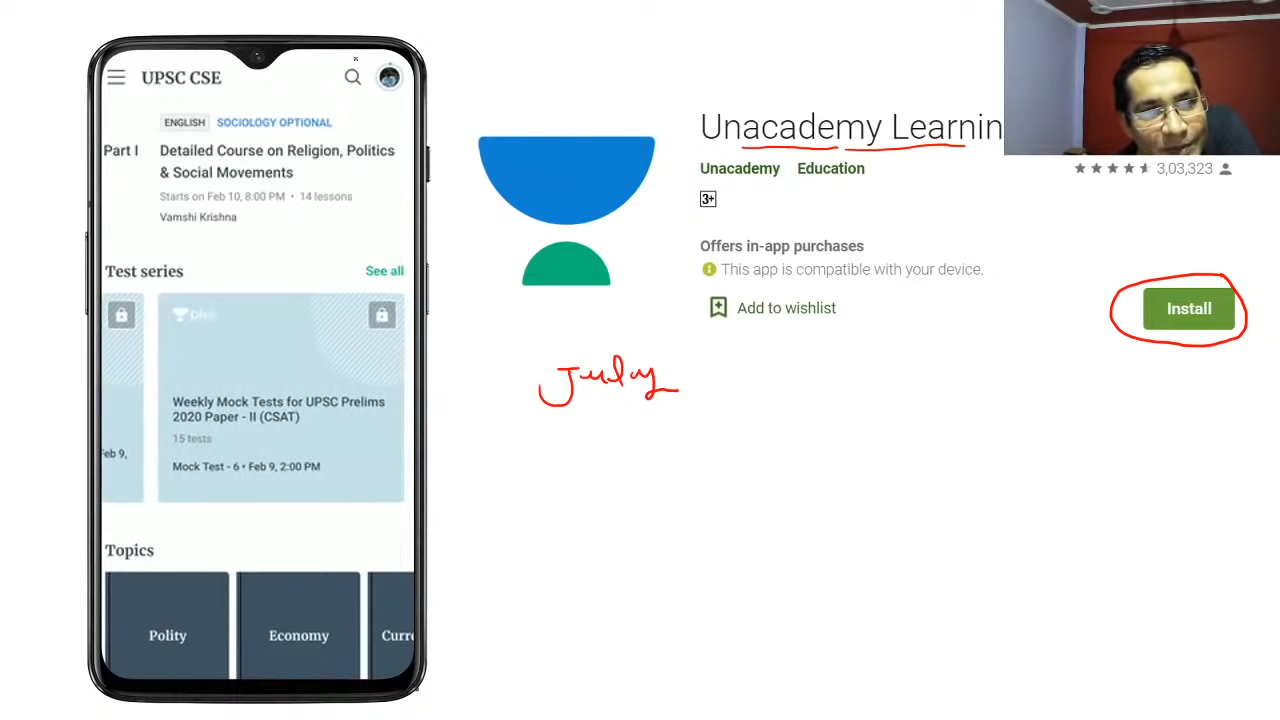 UPSC CSE
ENGLISH SOCIOLOGY OPTIONAL
Part I
Detailed Course on Religion, Politics
& Social Movements
Starts on Feb 10, 8:00 PM • 14 lessons
Vamshi Krishna
Test series See all
plus
Weekly Mock Tests for UPSC Prelims
2020 Paper - II (CSAT)
15 tests
Feb 9,
Mock Test - 6 • Feb 9, 2:00 PM
Topics
Polity
Economy
Curre
Unacademy Learnin
Unacademy Education
3,03,323
3+
Offers in-app purchases
This app is compatible with your device.
Add to wishlist
Install